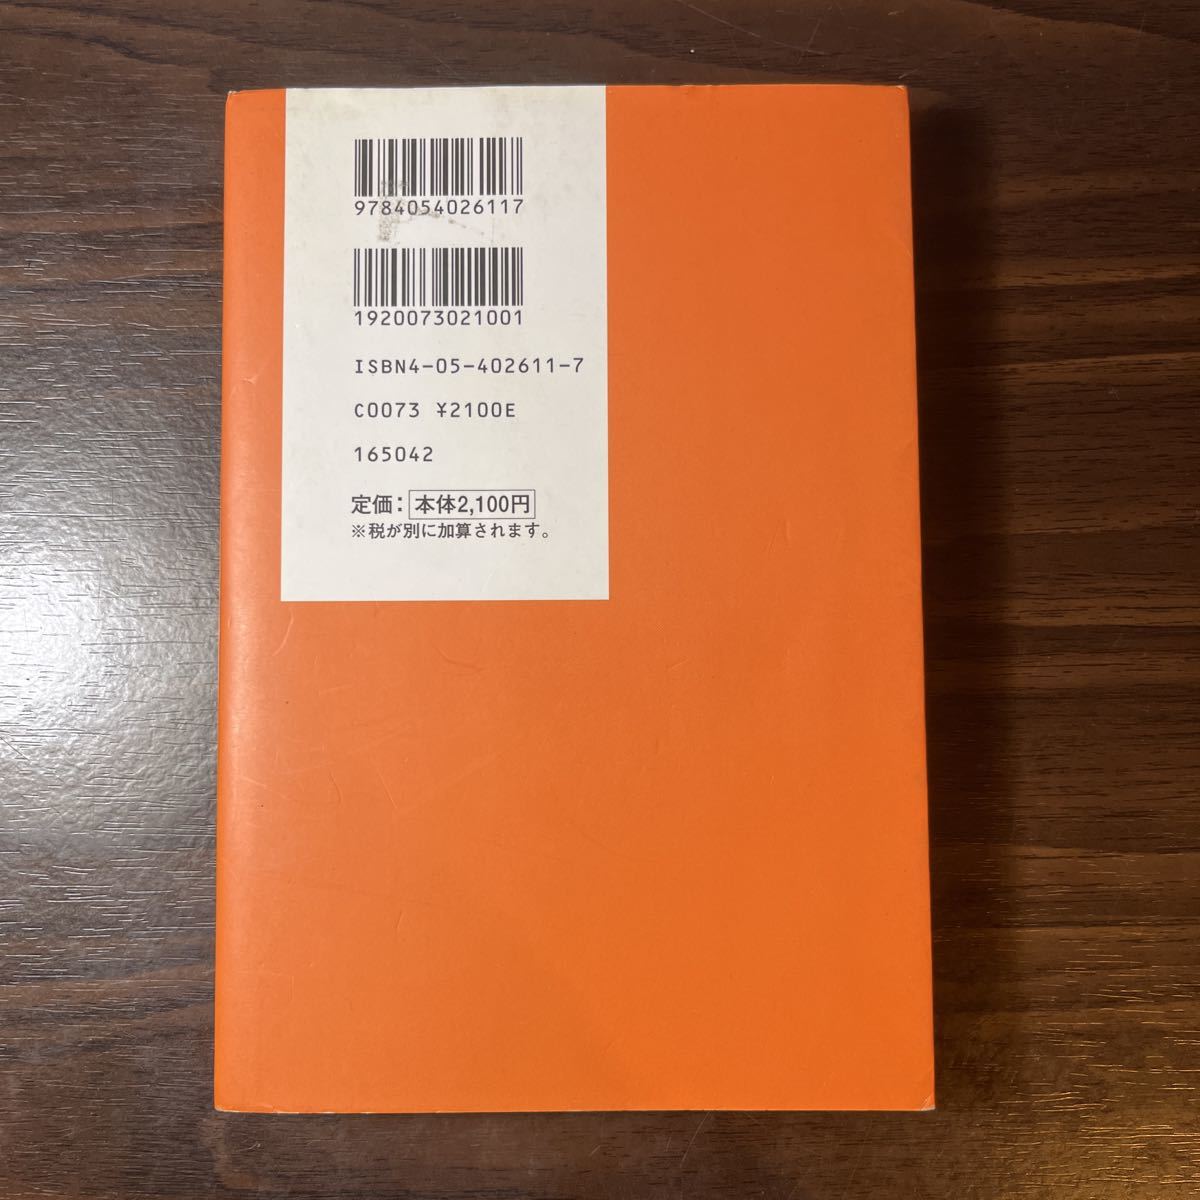 9784054026117
1920073021001
ISBN4-05-402611-7
C0073 ¥2100E
165042
定価：本体2,100円
※税が別に加算されます。